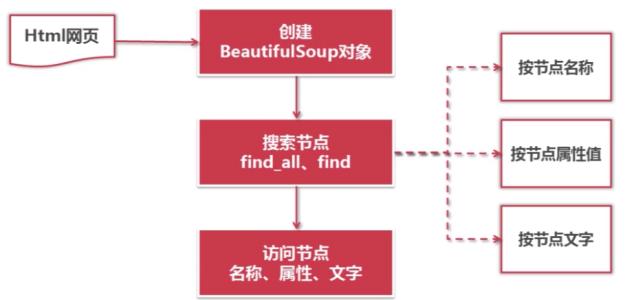 Html网页
创建
BeautifulSoup对象
搜索节点
find_all、find
访问节点
名称、属性、文字
按节点名称
按节点属性值
按节点文字